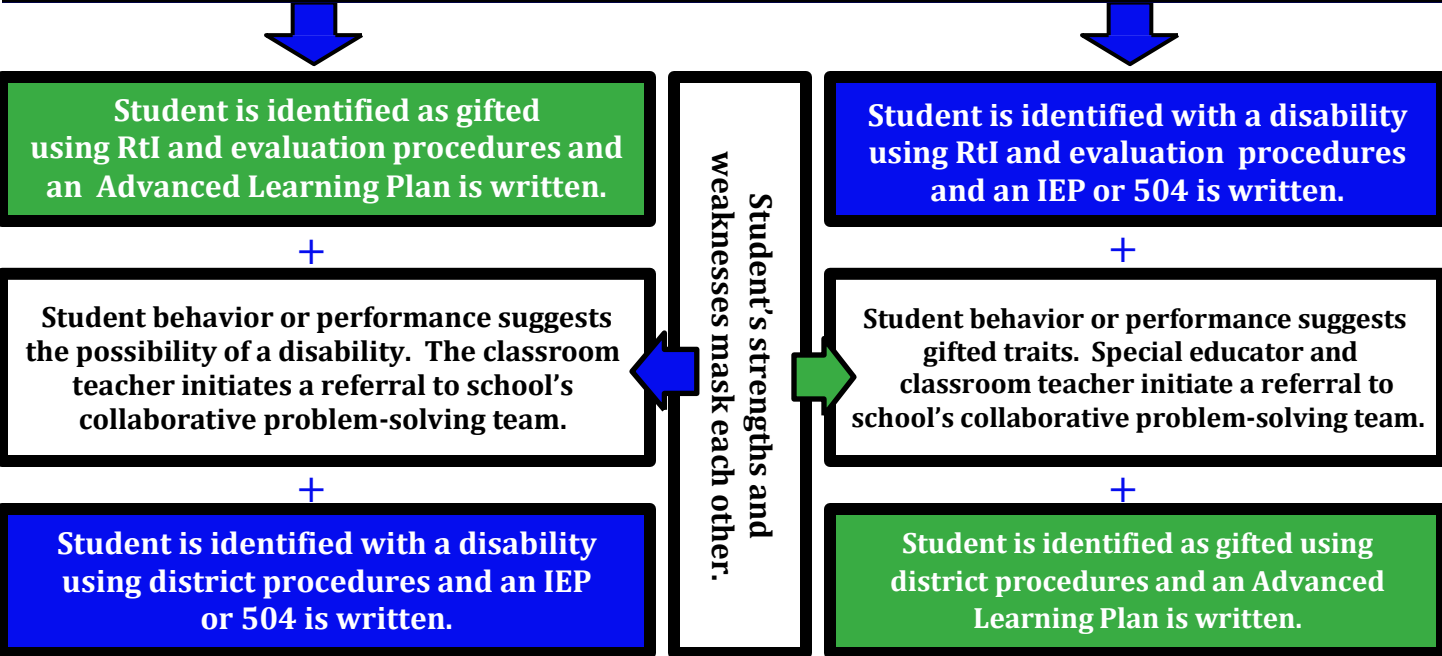 Student is identified as gifted
using RtI and evaluation procedures and
an Advanced Learning Plan is written.
+
Student behavior or performance suggests
the possibility of a disability. The classroom
teacher initiates a referral to school’s
collaborative problem-solving team.
+
Student is identified with a disability
using district procedures and an IEP
or 504 is written.
Student’s strengths and
weaknesses mask each other.
Student is identified with a disability
using RtI and evaluation procedures
and an IEP or 504 is written.
+
Student behavior or performance suggests
gifted traits. Special educator and
classroom teacher initiate a referral to
school’s collaborative problem-solving team.
+
Student is identified as gifted using
district procedures and an Advanced
Learning Plan is written.